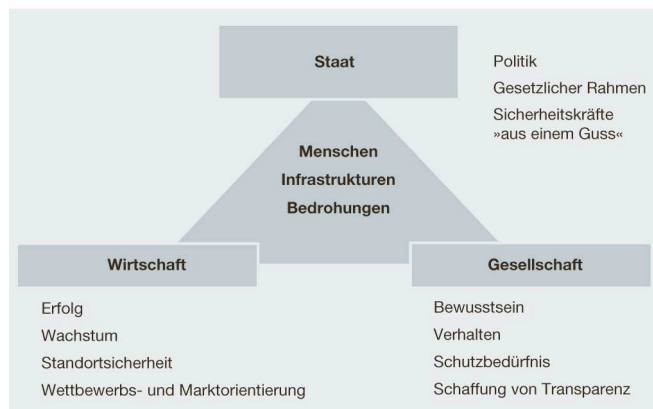 Staat
Politik
Gesetzlicher Rahmen
Sicherheitskräfte
»aus einem Guss«
Menschen
Infrastrukturen
Bedrohungen
Wirtschaft
Erfolg
Wachstum
Standortsicherheit
Wettbewerbs- und Marktorientierung
Gesellschaft
Bewusstsein
Verhalten
Schutzbedürfnis
Schaffung von Transparenz